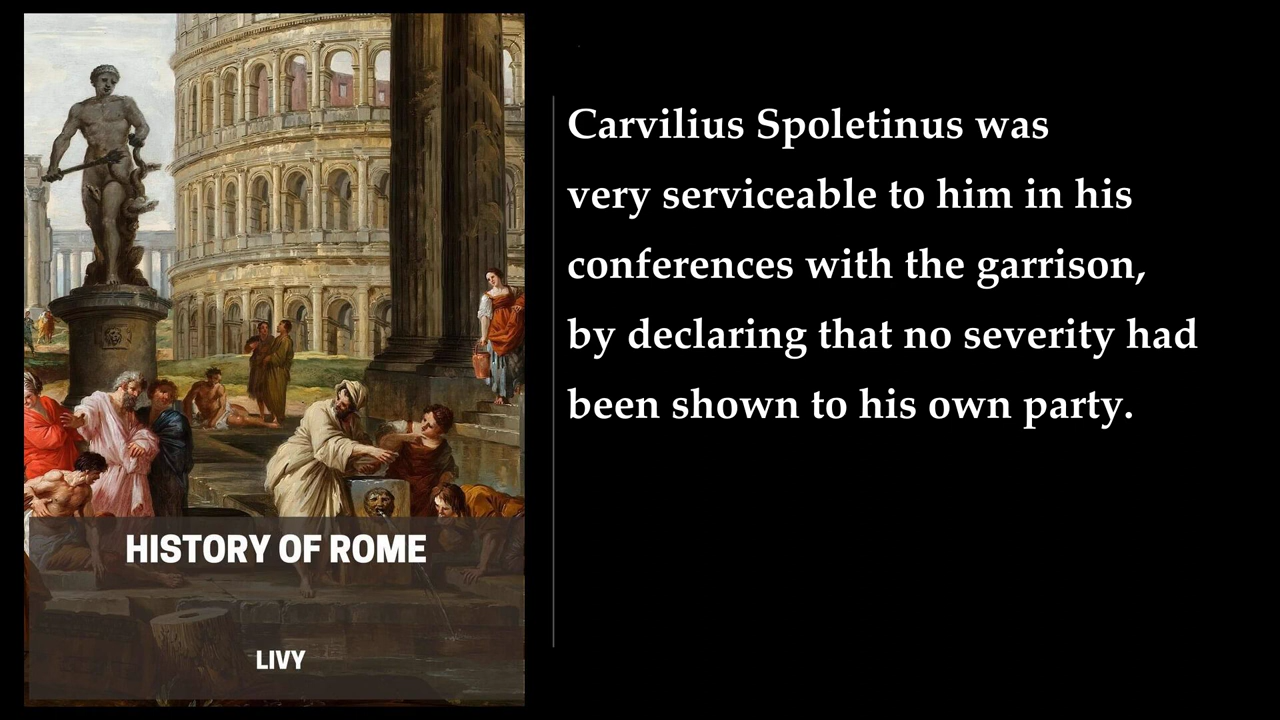 HISTORY OF ROME
LIVY
Carvilius Spoletinus was
very serviceable to him in his
conferences with the garrison,
by declaring that no severity had
been shown to his own party.